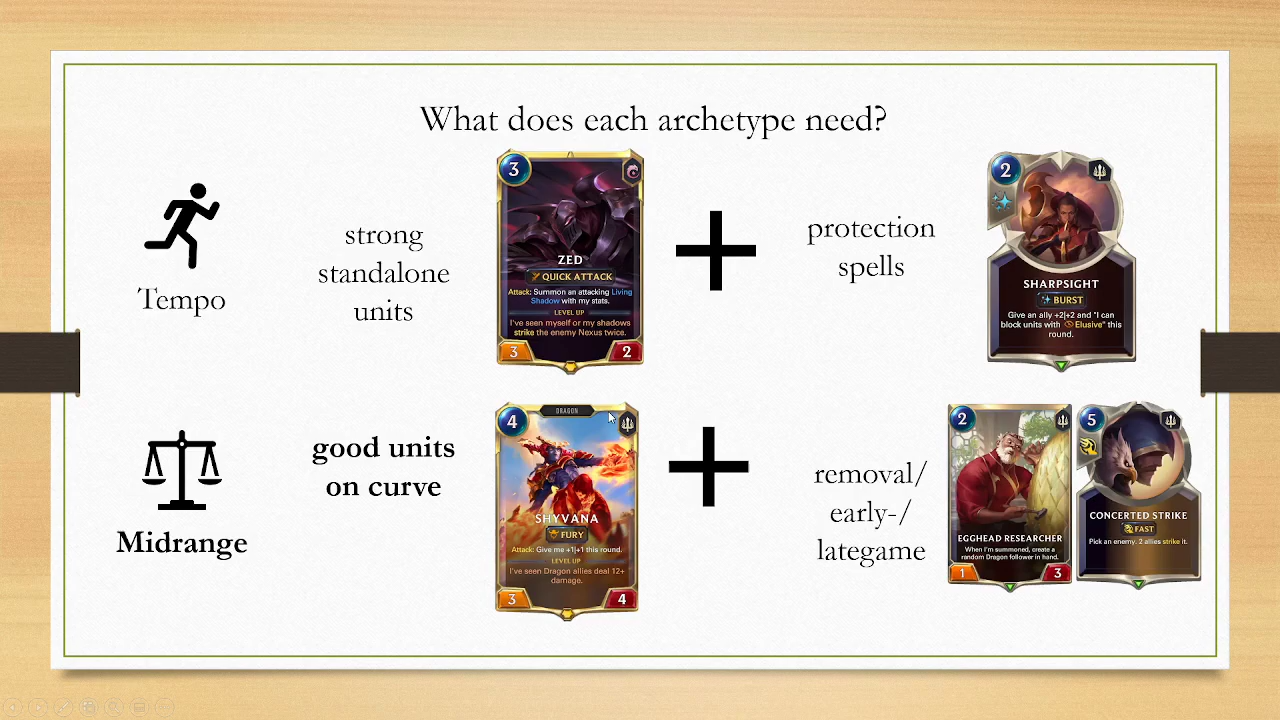 What does each archetype need?
Tempo
strong
standalone
units
3
ZED
QUICK ATTACK
Attack: Summon an attacking Living
Shadow with my stats.
LEVEL UP
I've seen myself or my shadows
strike the enemy Nexus twice.
3
2
protection
spells
2
SHARPSIGHT
BURST
Give an ally +2|+2 and "I can
block units with Elusive" this
round.
Midrange
good units
on curve
4
DRAGON
SHYVANA
FURY
Attack: Give me +1|+1 this round.
LEVEL UP
I've seen Dragon allies deal 12+
damage.
3
4
removal/
early-/
lategame
2
EGGHEAD RESEARCHER
When I'm summoned, create a
random Dragon follower in hand.
1
3
5
CONCERTED STRIKE
FAST
Pick an enemy. 2 allies strike it.